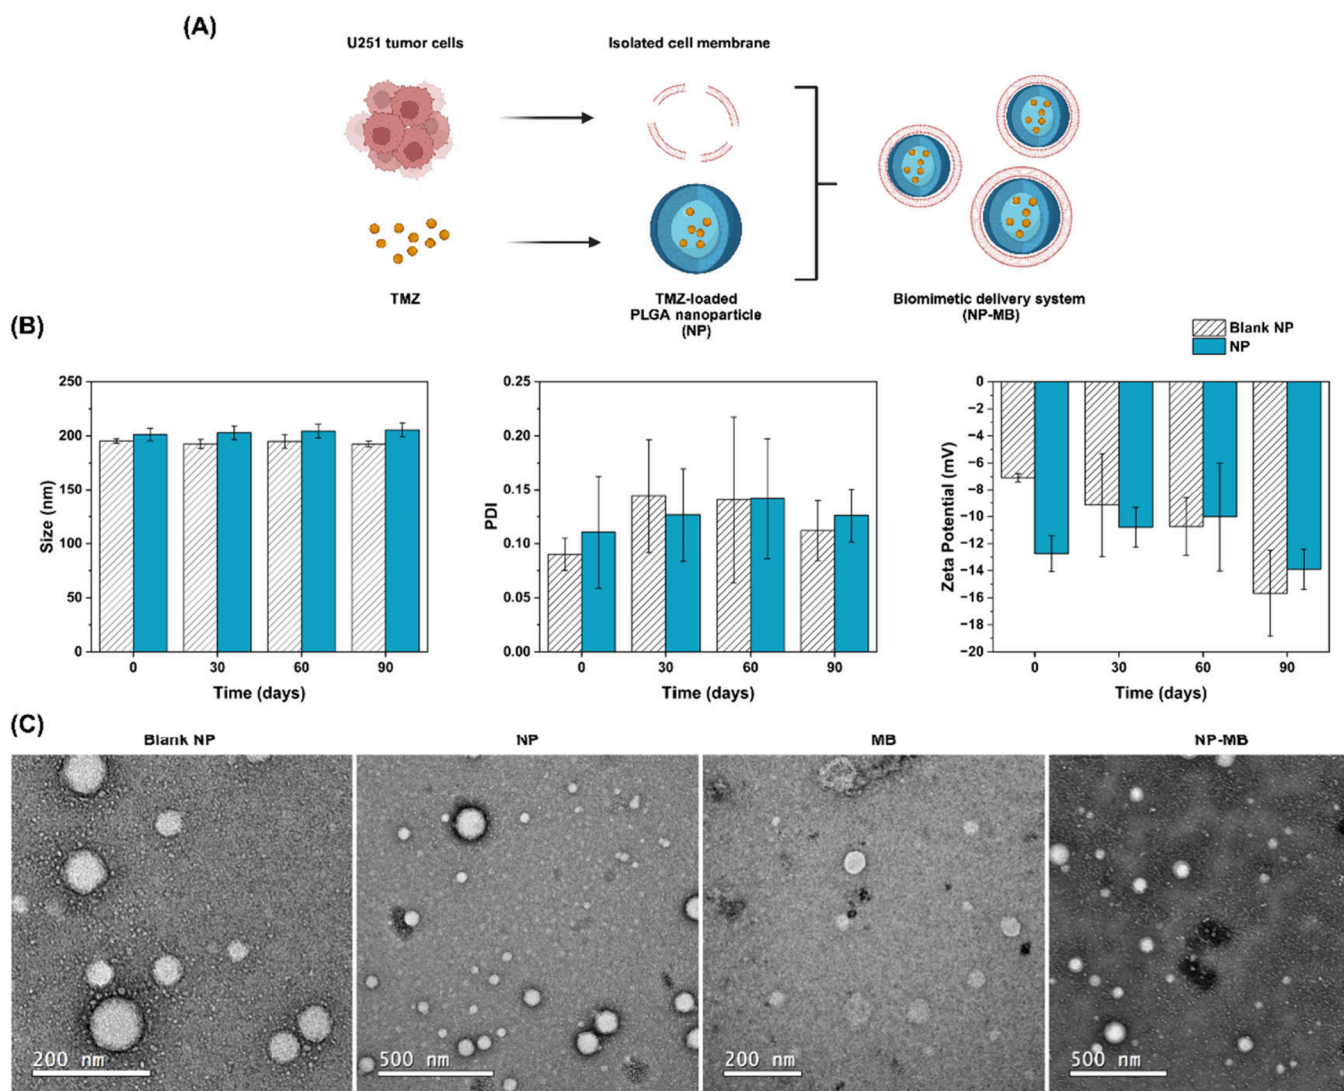 (A)
U251 tumor cells
Isolated cell membrane
TMZ
TMZ-loaded
PLGA nanoparticle
(NP)
Biomimetic delivery system
(NP-MB)
(B)
Blank NP
NP
250
200
150
100
50
0
Size (nm)
0 30 60 90
Time (days)
0.25
0.20
0.15
0.10
0.05
0.00
PDI
0 30 60 90
Time (days)
0
−2
−4
−6
−8
−10
−12
−14
−16
−18
−20
Zeta Potential (mV)
0 30 60 90
Time (days)
(C)
Blank NP
NP
MB
NP-MB
200 nm
500 nm
200 nm
500 nm